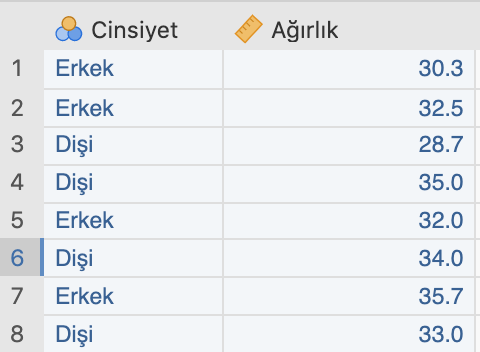 Cinsiyet Ağırlık
1 Erkek 30.3
2 Erkek 32.5
3 Dişi 28.7
4 Dişi 35.0
5 Erkek 32.0
6 Dişi 34.0
7 Erkek 35.7
8 Dişi 33.0